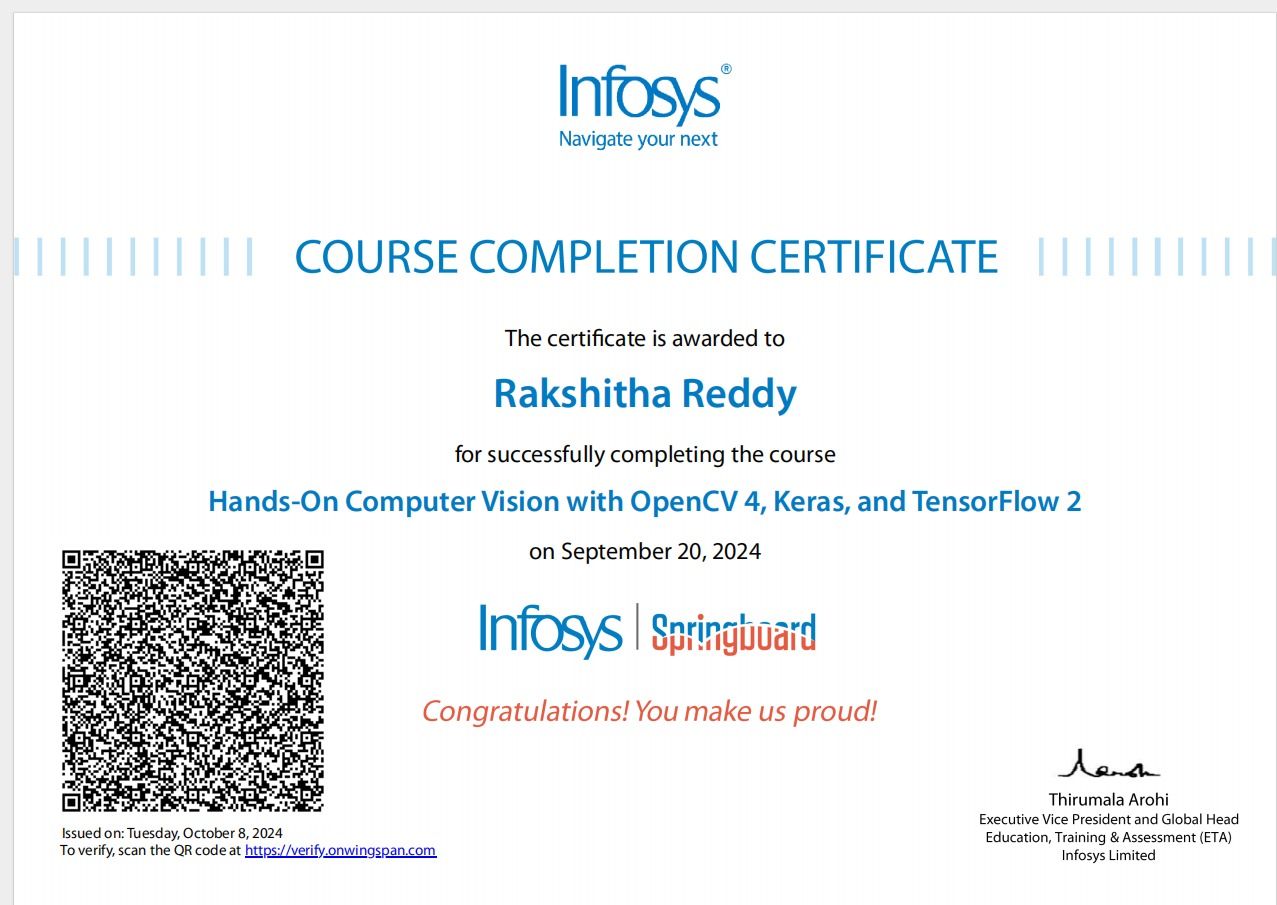 Infosys®
Navigate your next
COURSE COMPLETION CERTIFICATE
The certificate is awarded to
Rakshitha Reddy
for successfully completing the course
Hands-On Computer Vision with OpenCV 4, Keras, and TensorFlow 2
on September 20, 2024
Infosys | Springboard
Congratulations! You make us proud!
Issued on: Tuesday, October 8, 2024
To verify, scan the QR code at https://verify.onwingspan.com
Thirumala Arohi
Executive Vice President and Global Head
Education, Training & Assessment (ETA)
Infosys Limited